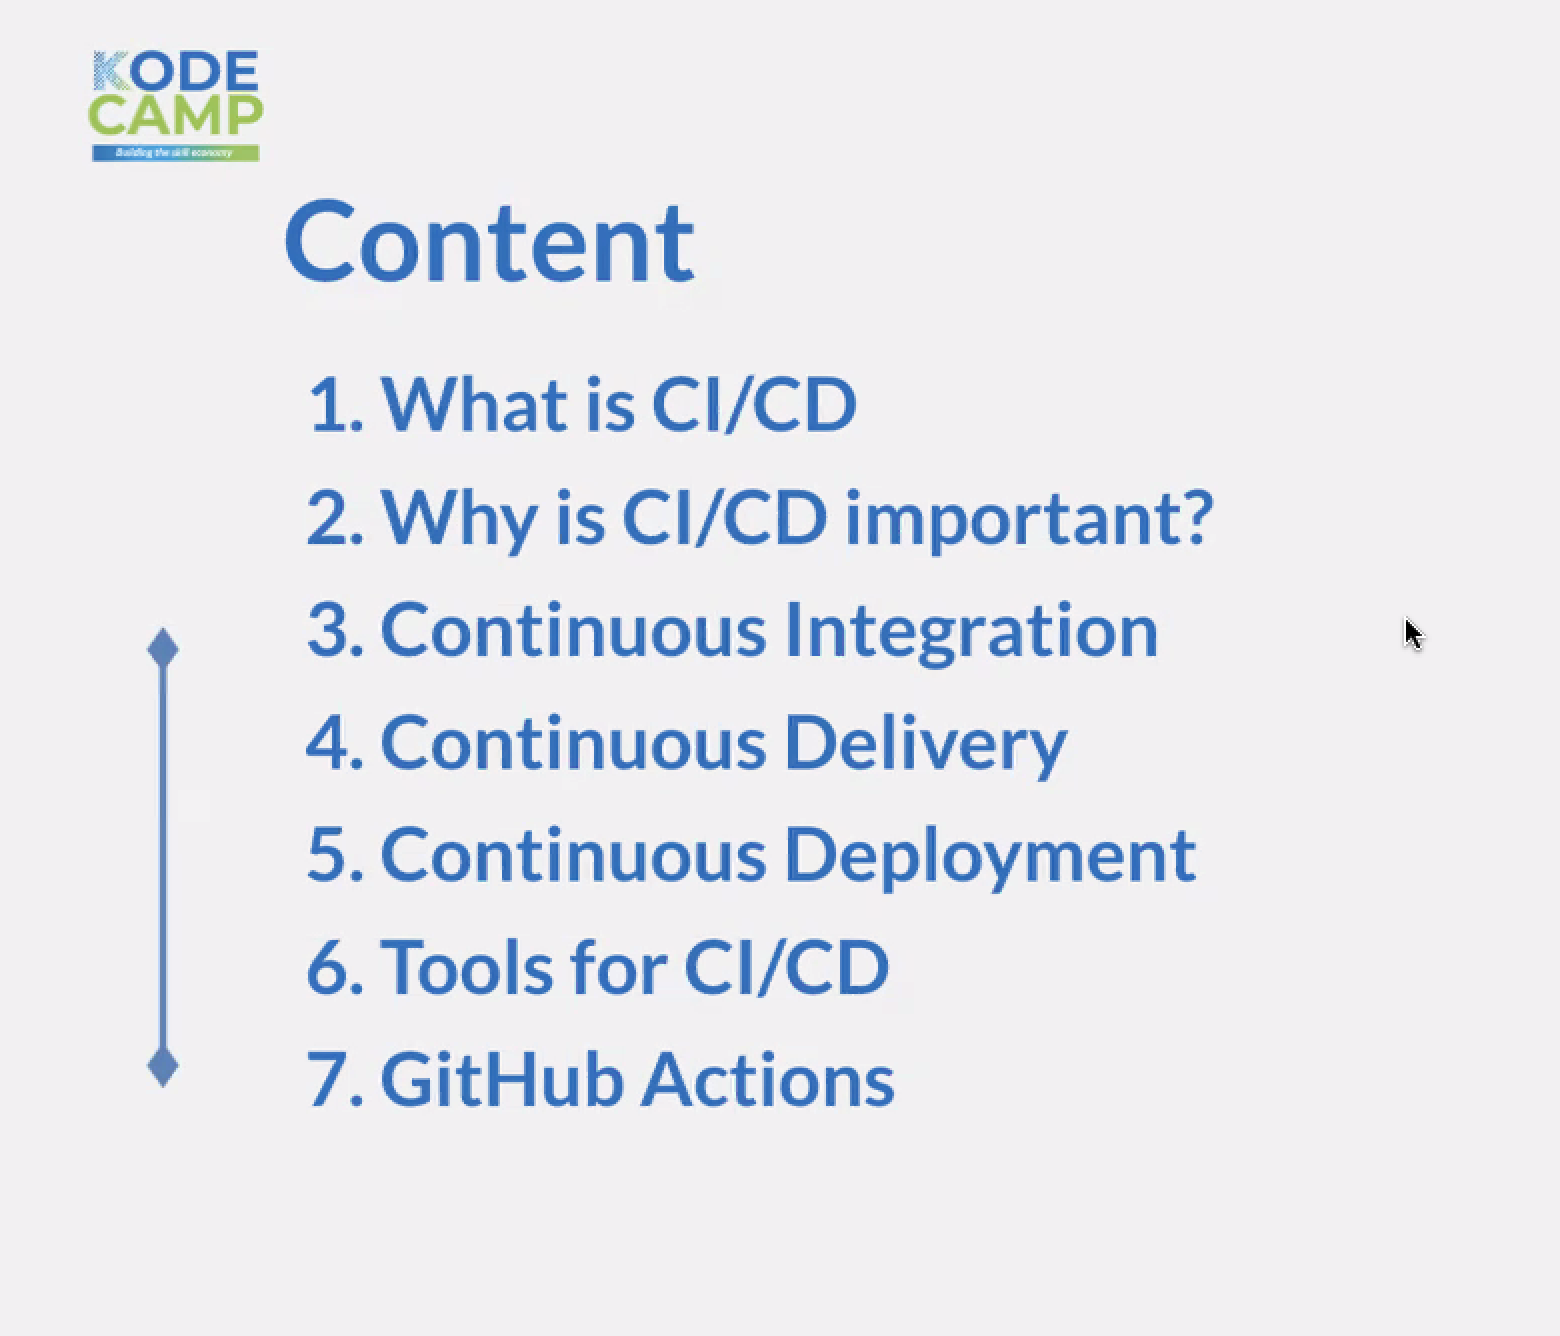 KODE
CAMP
Building the skill economy
Content
1. What is CI/CD
2. Why is CI/CD important?
3. Continuous Integration
4. Continuous Delivery
5. Continuous Deployment
6. Tools for CI/CD
7. GitHub Actions